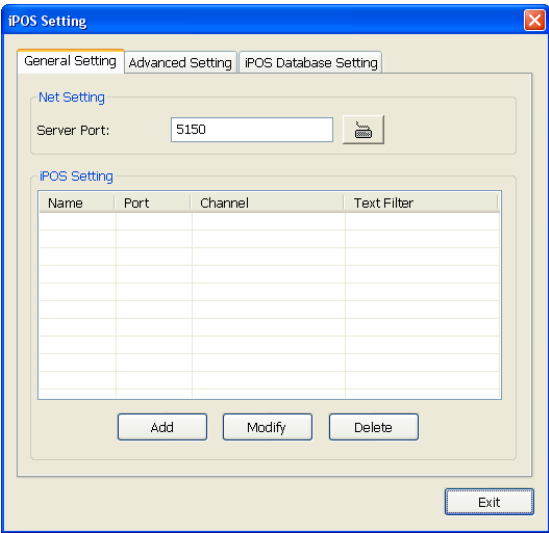 iPOS Setting
General Setting Advanced Setting iPOS Database Setting
Net Setting
Server Port: 5150
iPOS Setting
Name Port Channel Text Filter
Add Modify Delete
Exit